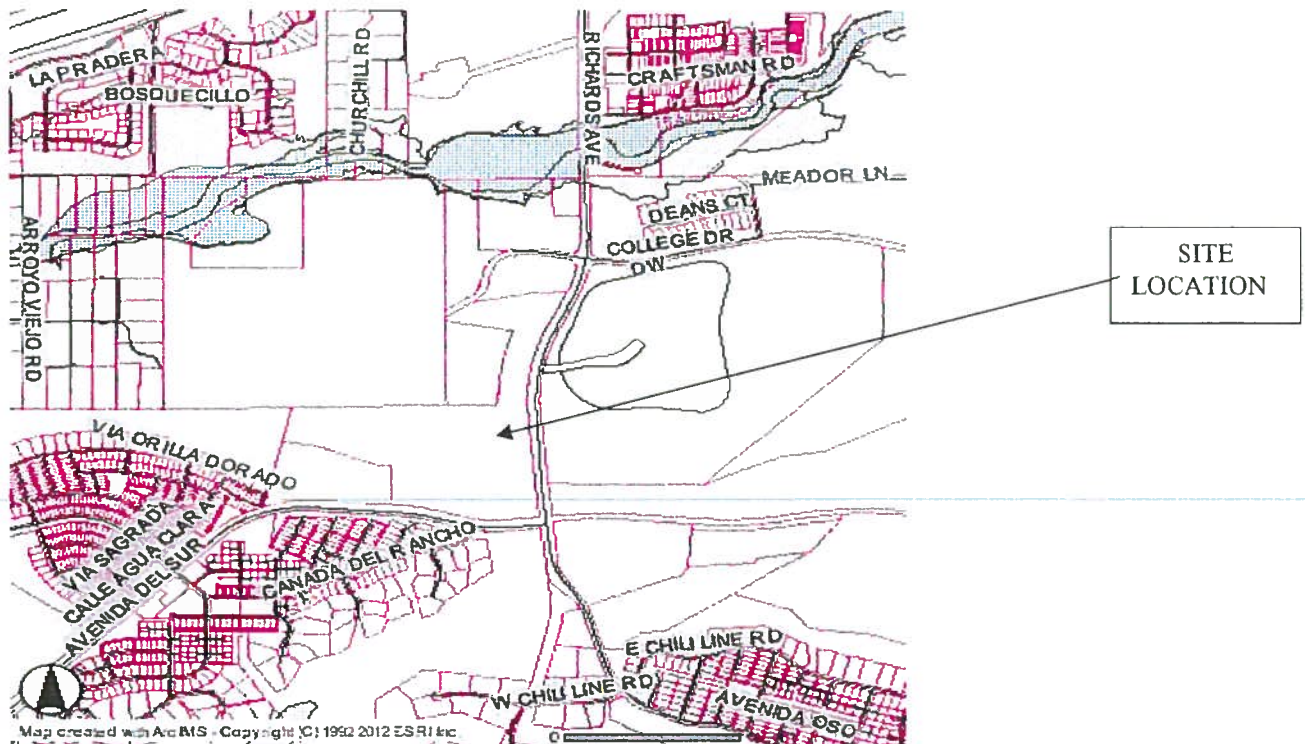 LA PRADERA
BOSQUECILLO
CHURCHILL RD
RICHARDS AVE
CRAFTSMAN RD
MEADOR LN
DEANS CT
COLLEGE DR
DW
ARROYO VIEJO RD
SITE
LOCATION
VIA ORILLA DORADO
VIA SAGRADA
CALLE AGUA CLARA
AVENIDA DEL SUR
CANADA DEL RANCHO
E CHILI LINE RD
W CHILI LINE RD
AVENIDA OSO
Map created with ArcIMS - Copyright (C) 1992 2012 ESRI Inc.
0